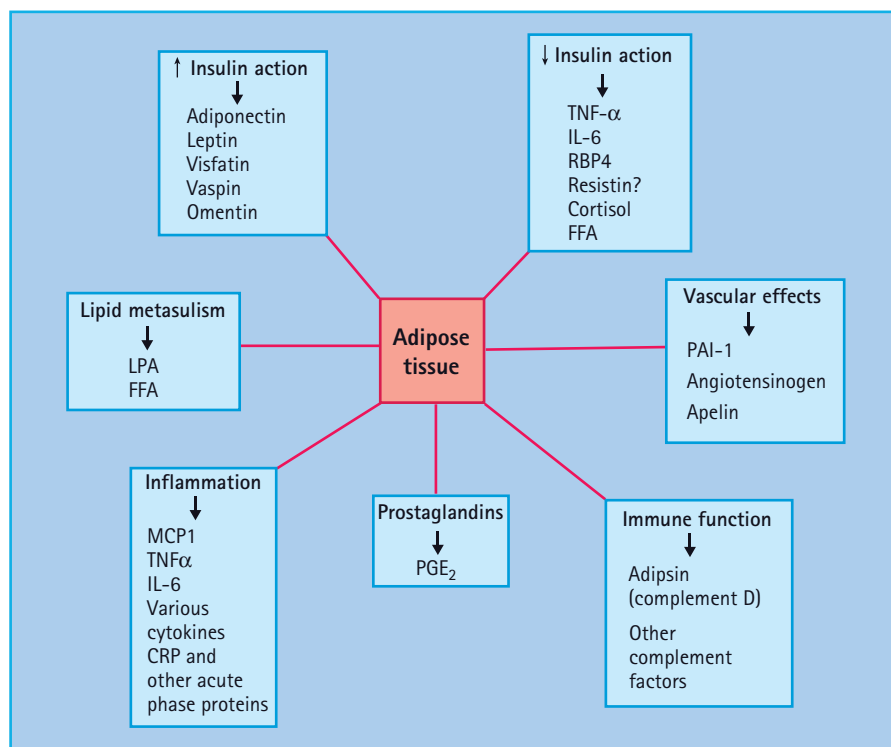 ↑ Insulin action
Adiponectin
Leptin
Visfatin
Vaspin
Omentin
↓ Insulin action
TNF-α
IL-6
RBP4
Resistin?
Cortisol
FFA
Lipid metasulism
LPA
FFA
Adipose
tissue
Vascular effects
PAI-1
Angiotensinogen
Apelin
Inflammation
MCP1
TNFα
IL-6
Various
cytokines
CRP and
other acute
phase proteins
Prostaglandins
PGE₂
Immune function
Adipsin
(complement D)
Other
complement
factors